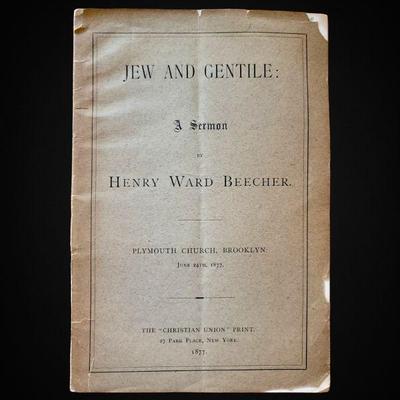 JEW AND GENTILE:
A Sermon
BY
HENRY WARD BEECHER.
PLYMOUTH CHURCH, BROOKLYN.
JUNE 24TH, 1877.
THE "CHRISTIAN UNION" PRINT.
27 PARK PLACE, NEW YORK.
1877.